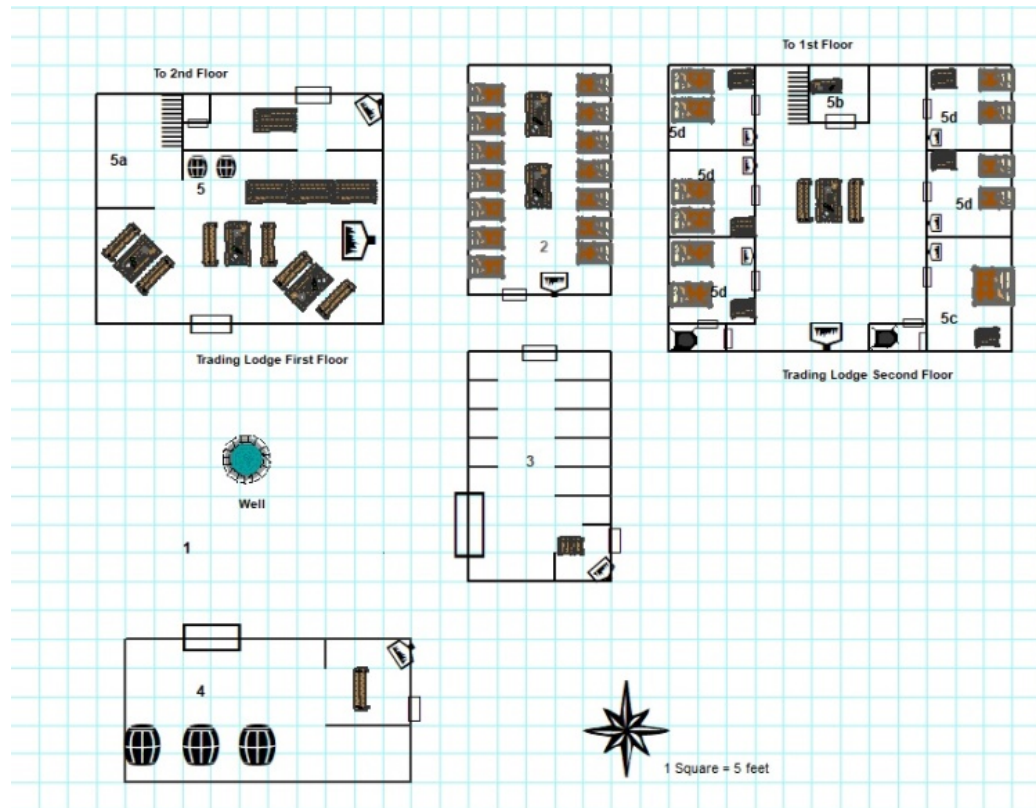 To 1st Floor
To 2nd Floor
5b
5d
5d
5a
5d
5
5d
5d
2
5d
5c
Trading Lodge First Floor
Trading Lodge Second Floor
3
Well
1
4
1 Square = 5 feet